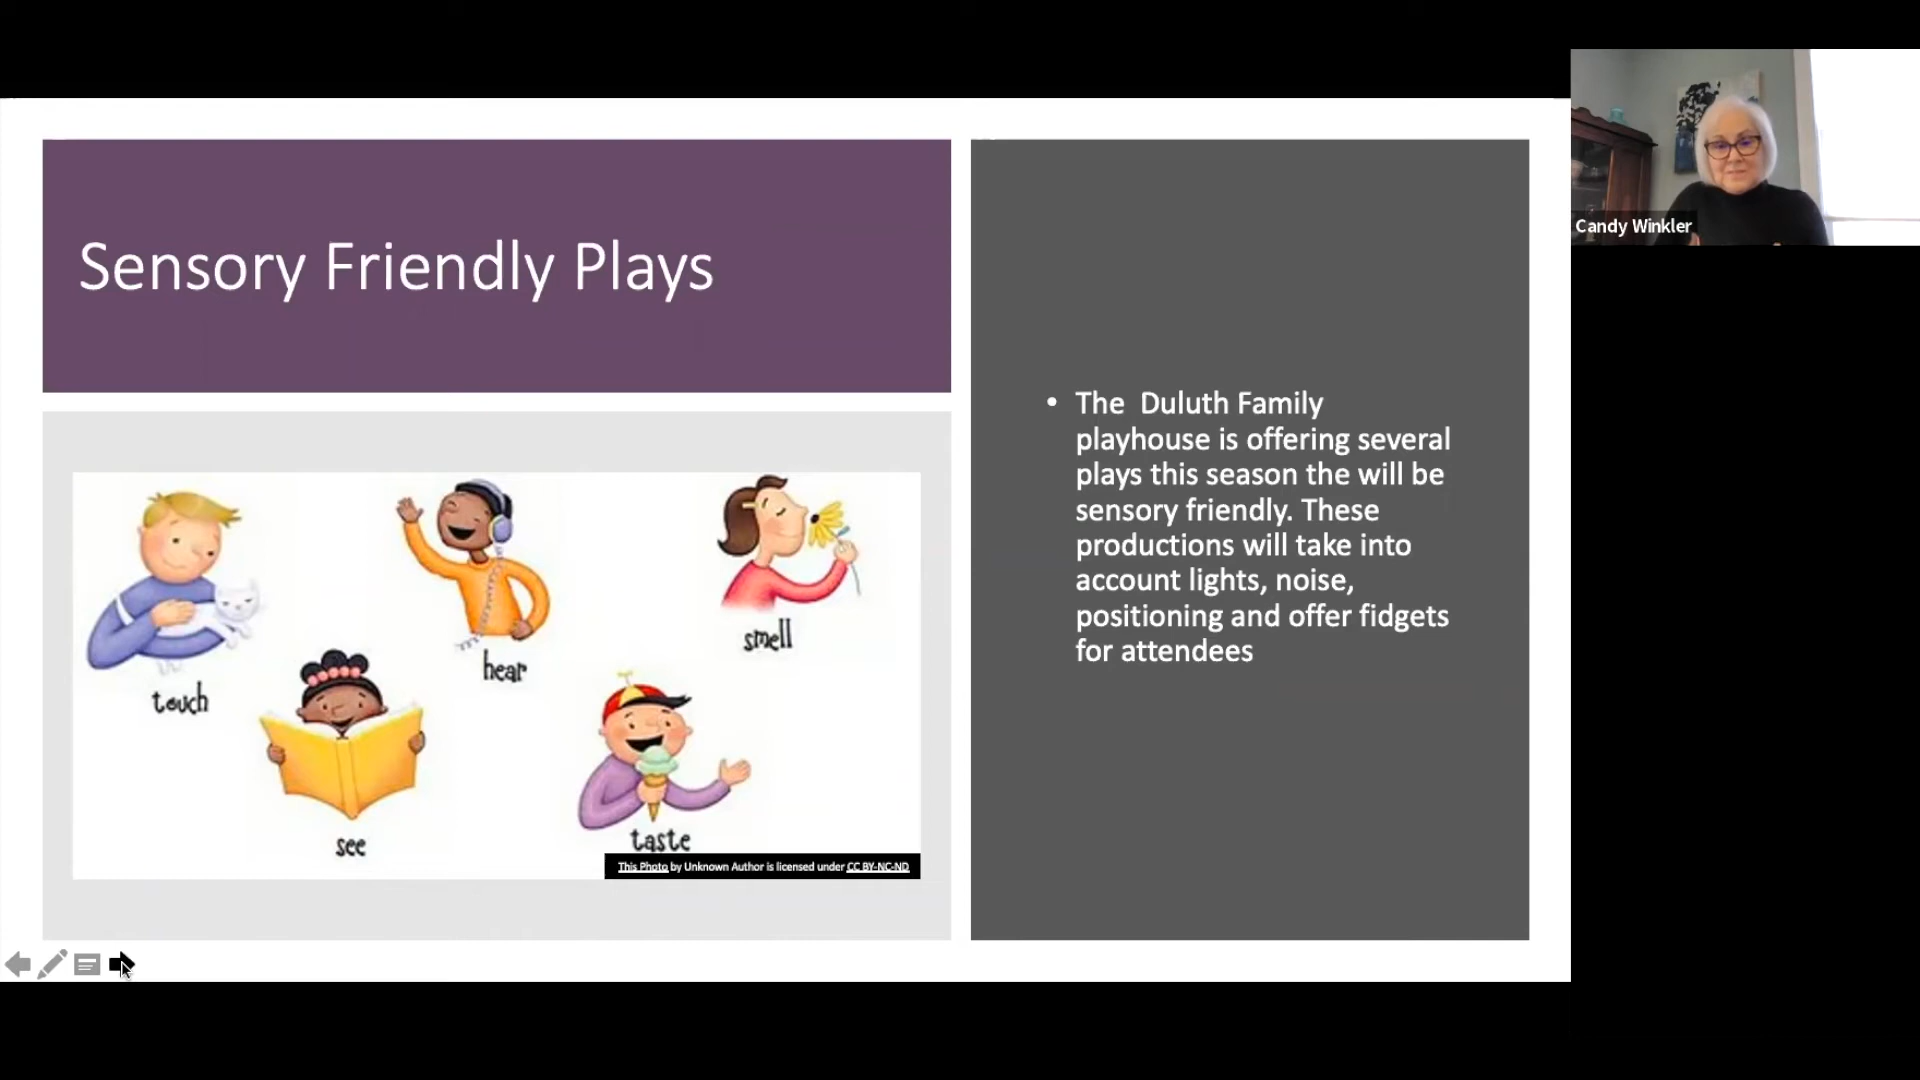 Sensory Friendly Plays
touch
hear
smell
see
taste
This Photo by Unknown Author is licensed under CC BY-NC-ND
• The  Duluth Family
playhouse is offering several
plays this season the will be
sensory friendly. These
productions will take into
account lights, noise,
positioning and offer fidgets
for attendees
Candy Winkler